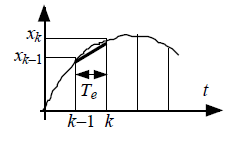 x_k
x_{k–1}
T_e
t
k–1 k